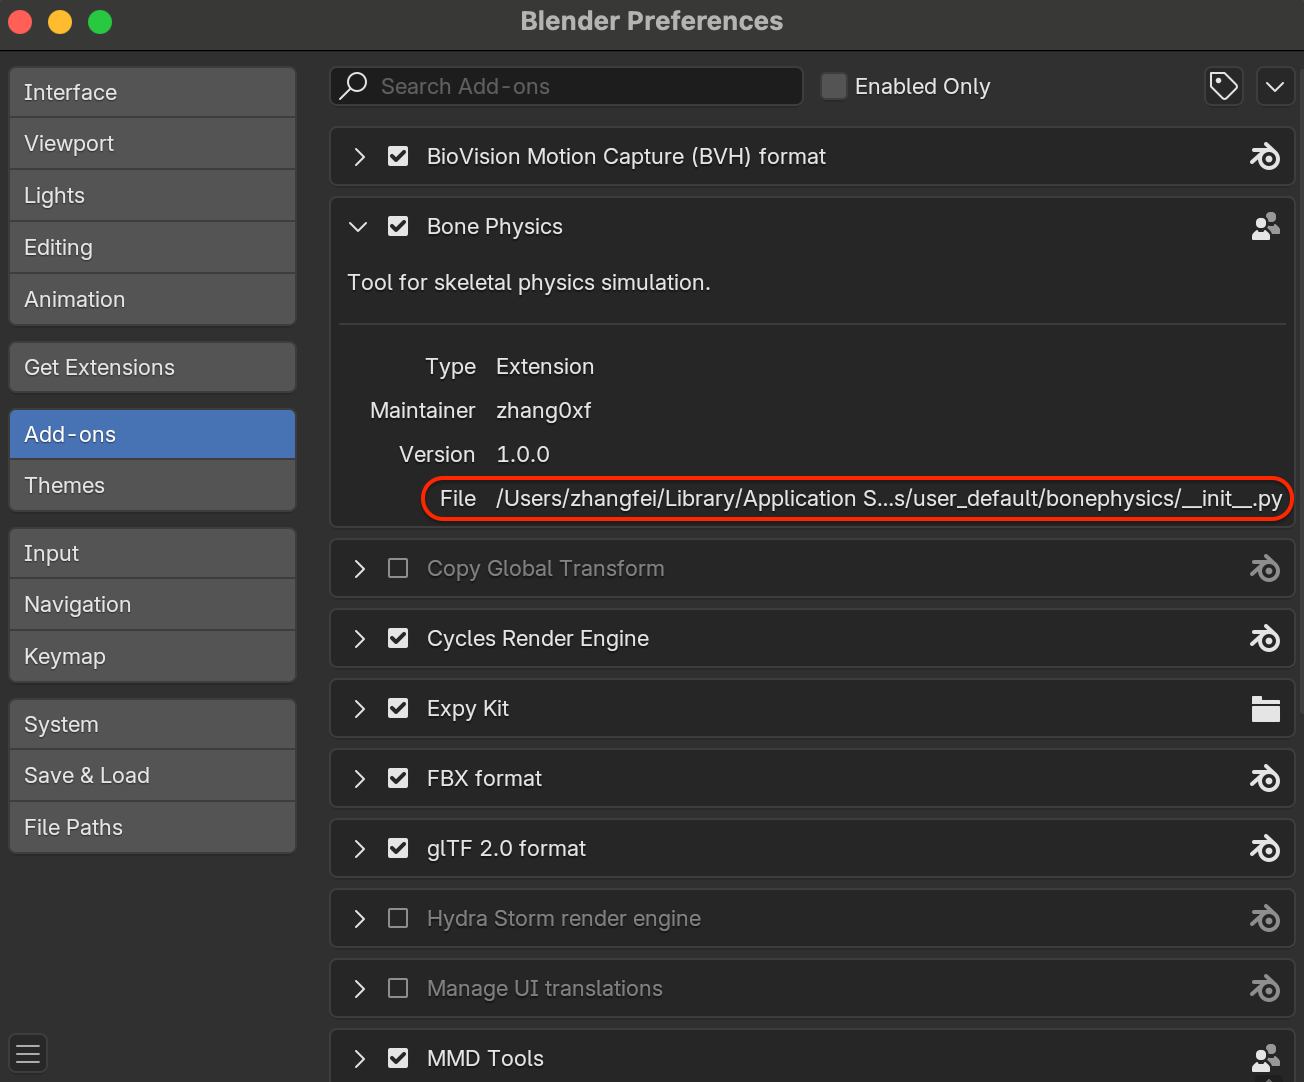 Blender Preferences
Interface
Viewport
Lights
Editing
Animation
Get Extensions
Add-ons
Themes
Input
Navigation
Keymap
System
Save & Load
File Paths
Search Add-ons
Enabled Only
BioVision Motion Capture (BVH) format
Bone Physics
Tool for skeletal physics simulation.
Type Extension
Maintainer zhang0xf
Version 1.0.0
File /Users/zhangfei/Library/Application S...s/user_default/bonephysics/__init__.py
Copy Global Transform
Cycles Render Engine
Expy Kit
FBX format
glTF 2.0 format
Hydra Storm render engine
Manage UI translations
MMD Tools